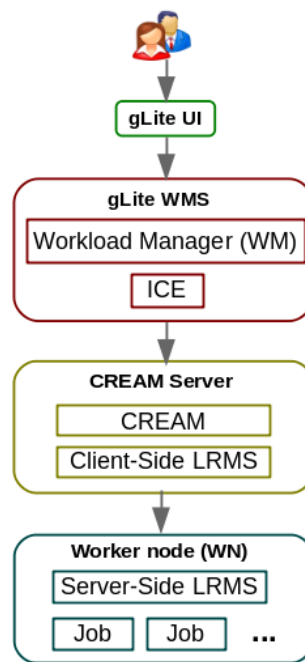 gLite UI
gLite WMS
Workload Manager (WM)
ICE
CREAM Server
CREAM
Client-Side LRMS
Worker node (WN)
Server-Side LRMS
Job Job ...